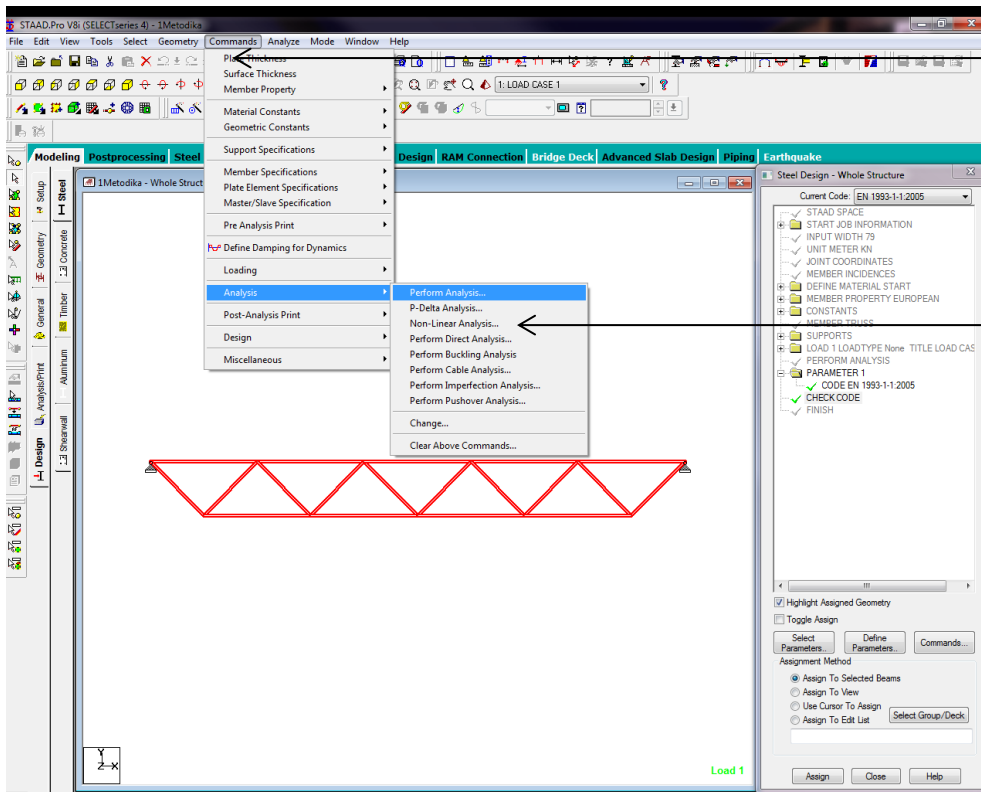 STAAD.Pro V8i (SELECTseries 4) - 1Metodika
File Edit View Tools Select Geometry Commands Analyze Mode Window Help
1: LOAD CASE 1
Modeling Postprocessing Steel Design RAM Connection Bridge Deck Advanced Slab Design Piping Earthquake
Setup
Geometry
General
Analysis/Print
Design
Steel
Concrete
Timber
Aluminum
Shearwall
1Metodika - Whole Struct
Surface Thickness
Member Property
Material Constants
Geometric Constants
Support Specifications
Member Specifications
Plate Element Specifications
Master/Slave Specification
Pre Analysis Print
Define Damping for Dynamics
Loading
Analysis
Post-Analysis Print
Design
Miscellaneous
Perform Analysis...
P-Delta Analysis...
Non-Linear Analysis...
Perform Direct Analysis...
Perform Buckling Analysis
Perform Cable Analysis...
Perform Imperfection Analysis...
Perform Pushover Analysis...
Change...
Clear Above Commands...
Y
Z X
Load 1
Steel Design - Whole Structure
Current Code: EN 1993-1-1:2005
STAAD SPACE
START JOB INFORMATION
INPUT WIDTH 79
UNIT METER KN
JOINT COORDINATES
MEMBER INCIDENCES
DEFINE MATERIAL START
MEMBER PROPERTY EUROPEAN
CONSTANTS
MEMBER TRUSS
SUPPORTS
LOAD 1 LOADTYPE None TITLE LOAD CAS
PERFORM ANALYSIS
PARAMETER 1
CODE EN 1993-1-1:2005
CHECK CODE
FINISH
Highlight Assigned Geometry
Toggle Assign
Select Parameters..
Define Parameters..
Commands...
Assignment Method
Assign To Selected Beams
Assign To View
Use Cursor To Assign
Assign To Edit List
Select Group/Deck
Assign Close Help